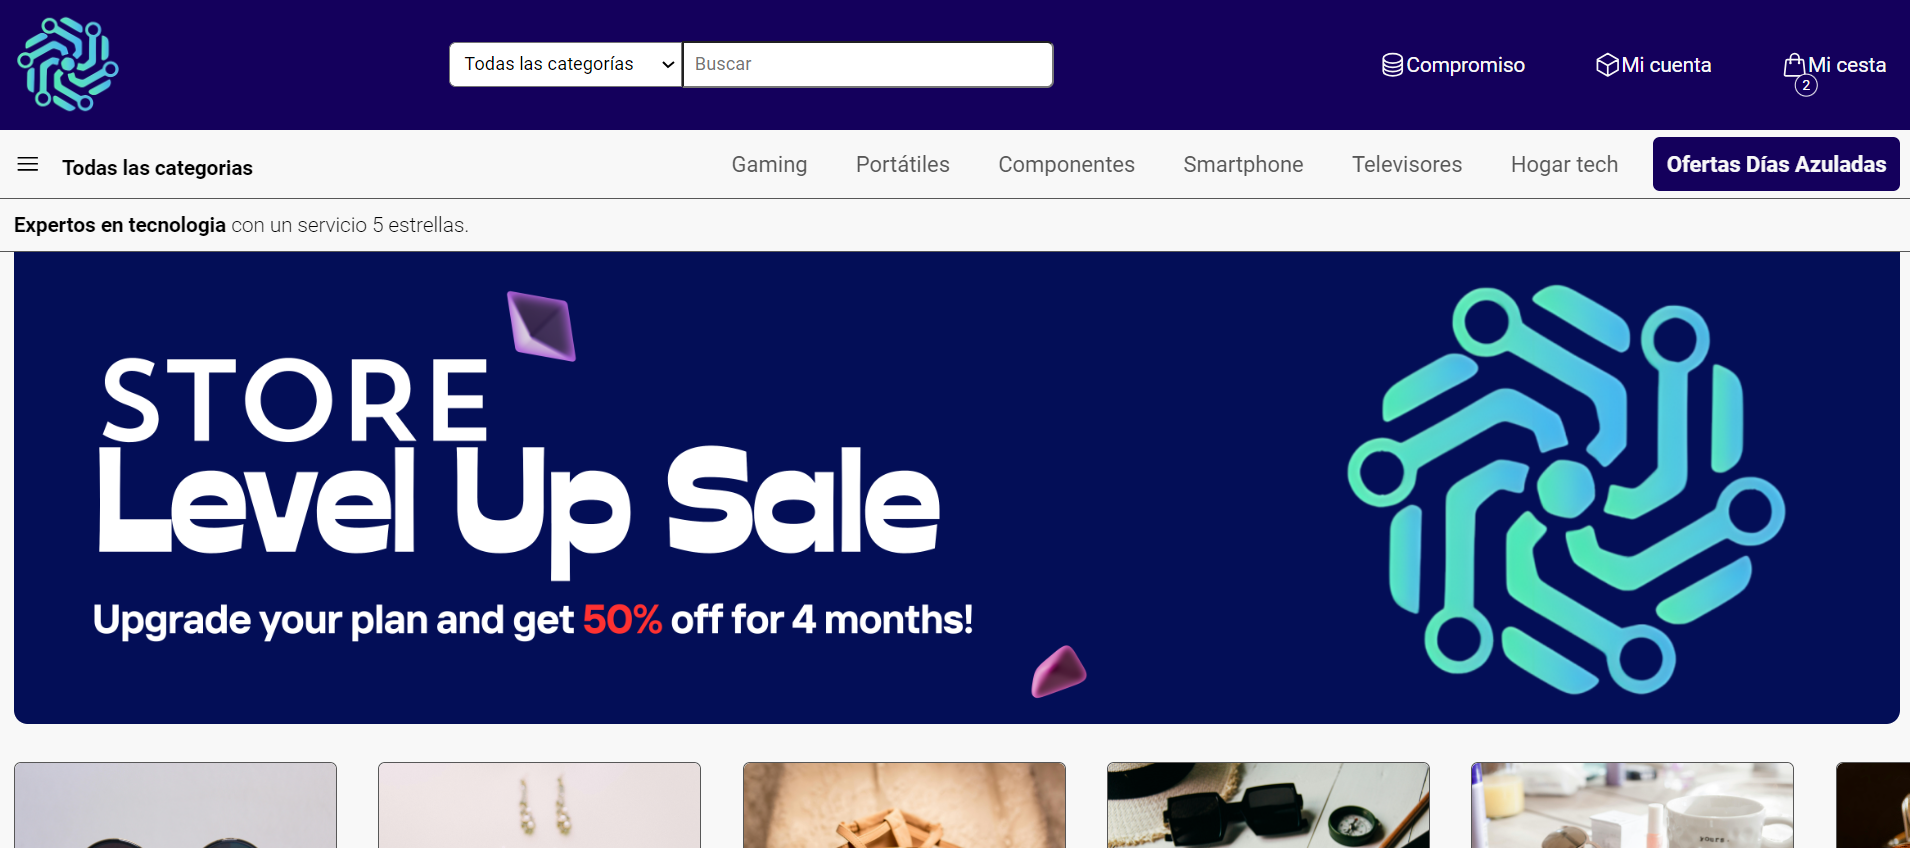 Todas las categorías
Buscar
Compromiso
Mi cuenta
Mi cesta
2
Todas las categorias
Gaming
Portátiles
Componentes
Smartphone
Televisores
Hogar tech
Ofertas Días Azuladas
Expertos en tecnologia con un servicio 5 estrellas.
STORE
Level Up Sale
Upgrade your plan and get 50% off for 4 months!
yours.